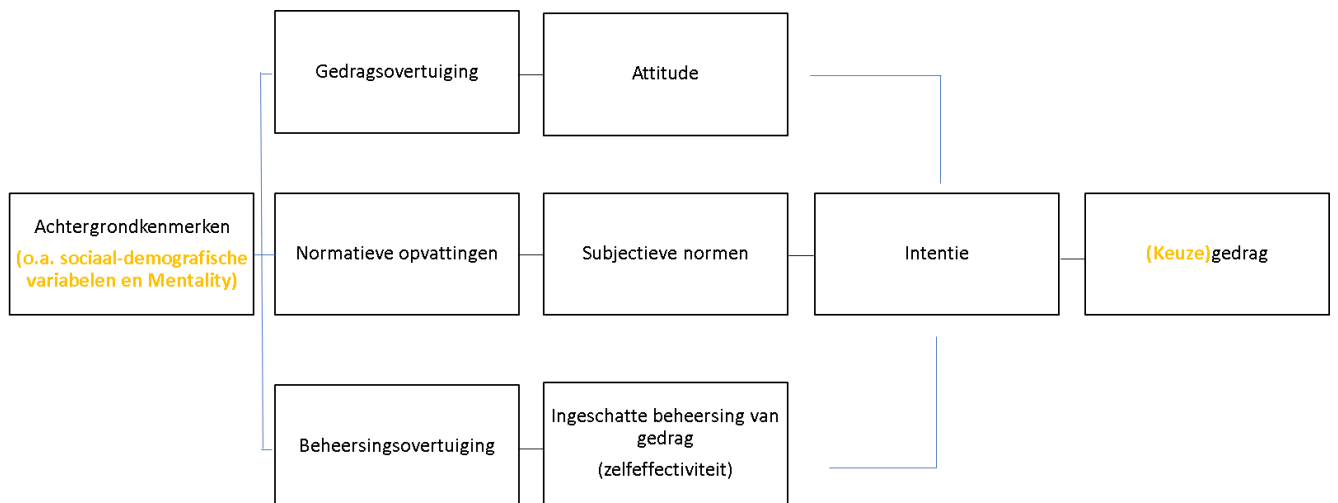 Gedragsovertuiging
Attitude
Achtergrondkenmerken
(o.a. sociaal-demografische
variabelen en Mentality)
Normatieve opvattingen
Subjectieve normen
Intentie
(Keuze)gedrag
Beheersingsovertuiging
Ingeschatte beheersing van
gedrag
(zelfeffectiviteit)